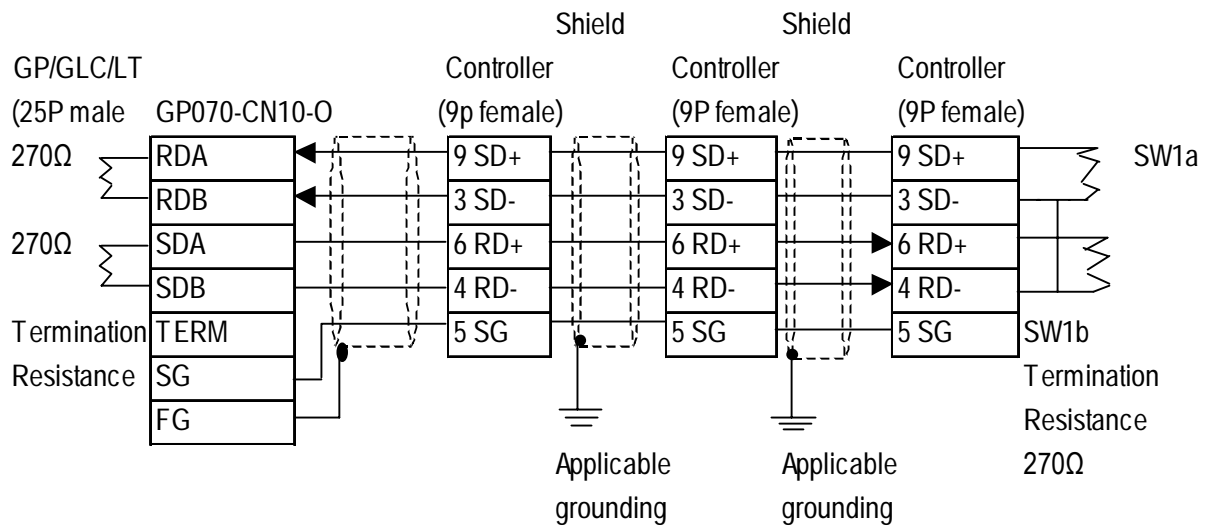 Shield Shield
GP/GLC/LT Controller Controller Controller
(25P male GP070-CN10-O (9p female) (9P female) (9P female)
270Ω RDA 9 SD+ 9 SD+ 9 SD+ SW1a
RDB 3 SD- 3 SD- 3 SD-
270Ω SDA 6 RD+ 6 RD+ 6 RD+
SDB 4 RD- 4 RD- 4 RD-
Termination TERM 5 SG 5 SG 5 SG SW1b
Resistance SG Termination
FG Resistance
Applicable Applicable 270Ω
grounding grounding